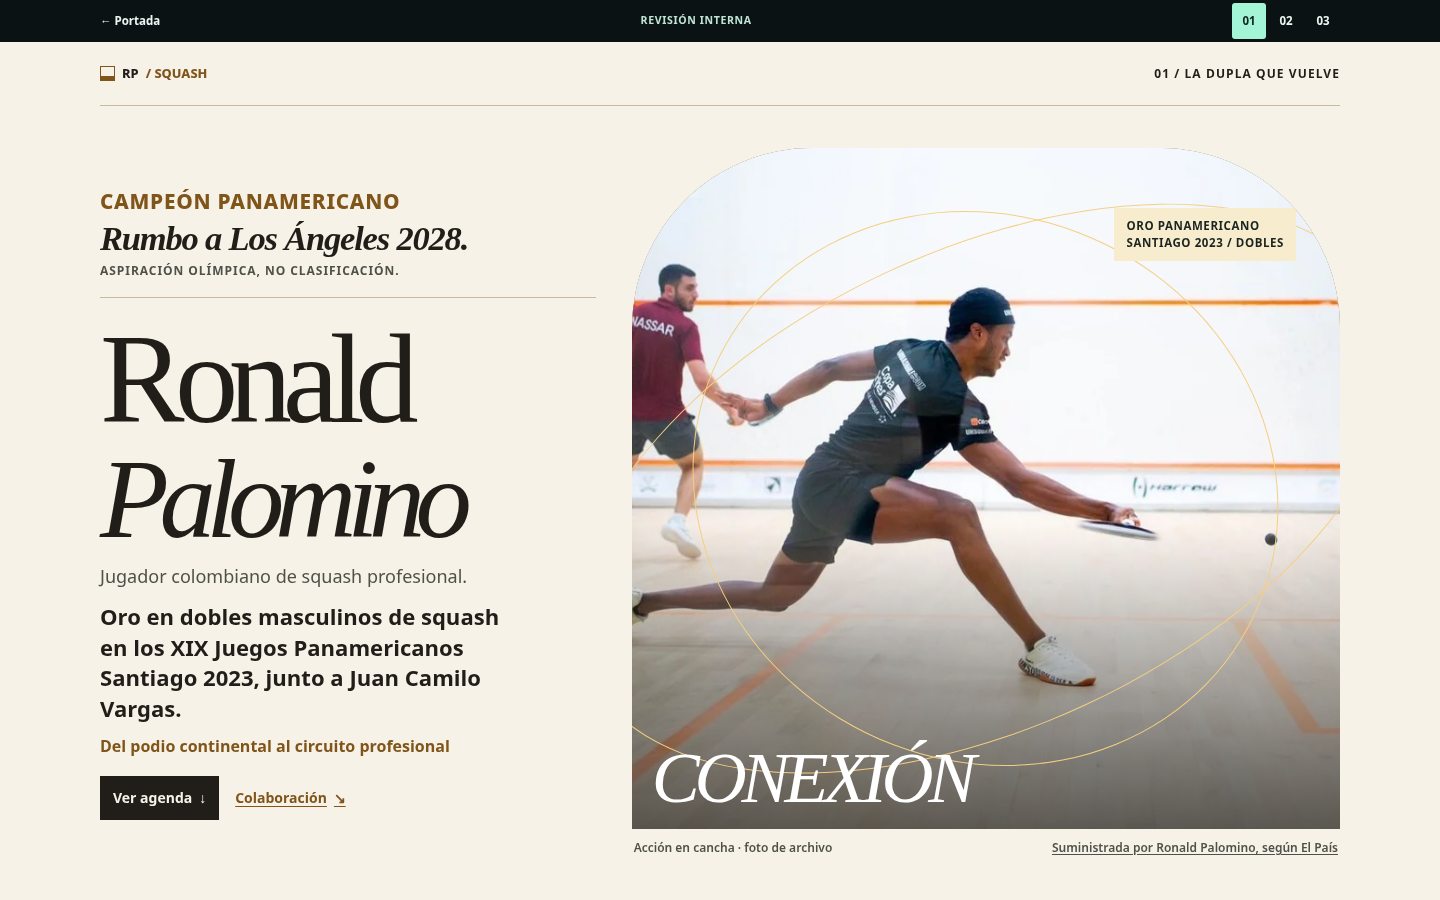 ← Portada
REVISIÓN INTERNA
01 02 03
RP / SQUASH
01 / LA DUPLA QUE VUELVE
CAMPEÓN PANAMERICANO
Rumbo a Los Ángeles 2028.
ASPIRACIÓN OLÍMPICA, NO CLASIFICACIÓN.
Ronald
Palomino
Jugador colombiano de squash profesional.
Oro en dobles masculinos de squash
en los XIX Juegos Panamericanos
Santiago 2023, junto a Juan Camilo
Vargas.
Del podio continental al circuito profesional
Ver agenda ↓
Colaboración ↘
ORO PANAMERICANO
SANTIAGO 2023 / DOBLES
NASSAR
Copa
Harrow
CONEXIÓN
Acción en cancha · foto de archivo
Suministrada por Ronald Palomino, según El País